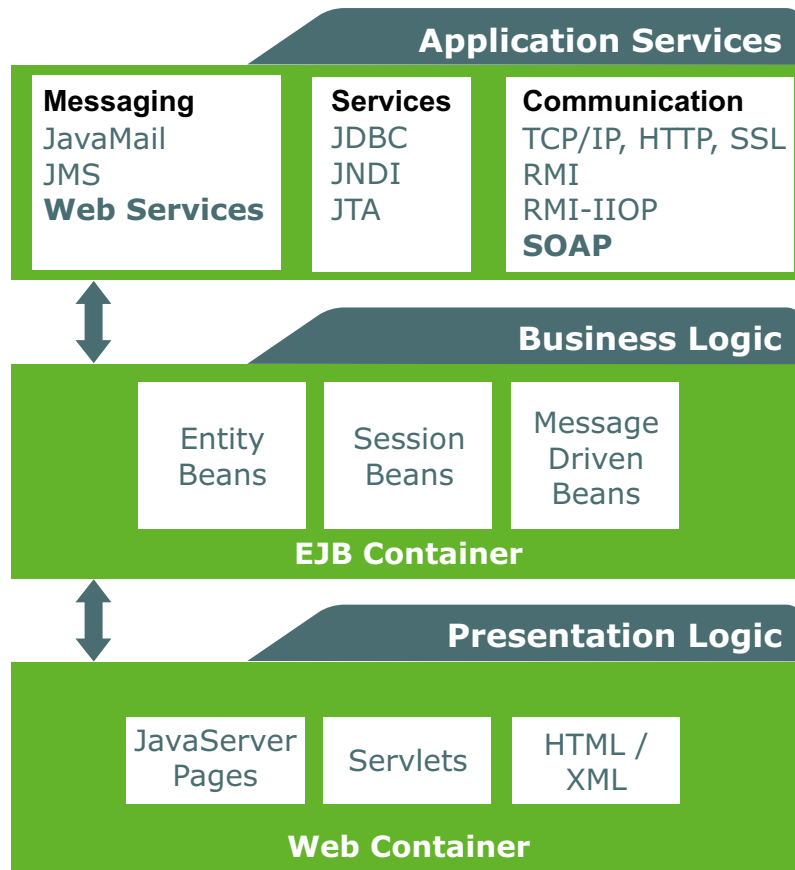 Application Services
Messaging
JavaMail
JMS
Web Services
Services
JDBC
JNDI
JTA
Communication
TCP/IP, HTTP, SSL
RMI
RMI-IIOP
SOAP
Business Logic
Entity
Beans
Session
Beans
Message
Driven
Beans
EJB Container
Presentation Logic
JavaServer
Pages
Servlets
HTML /
XML
Web Container